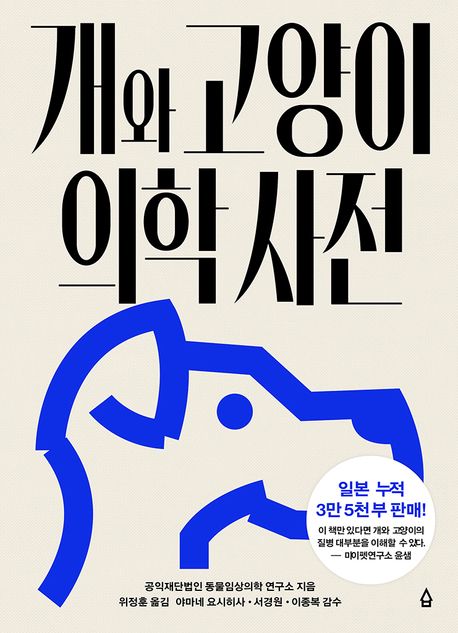 개와 고양이
의학 사전
일본 누적
3만 5천 부 판매!
이 책만 있다면 개와 고양이의
질병 대부분을 이해할 수 있다.
— 미이펫연구소 윤샘
공익재단법인 동물임상의학 연구소 지음
위정훈 옮김 야마네 요시히사·서경원·이종복 감수